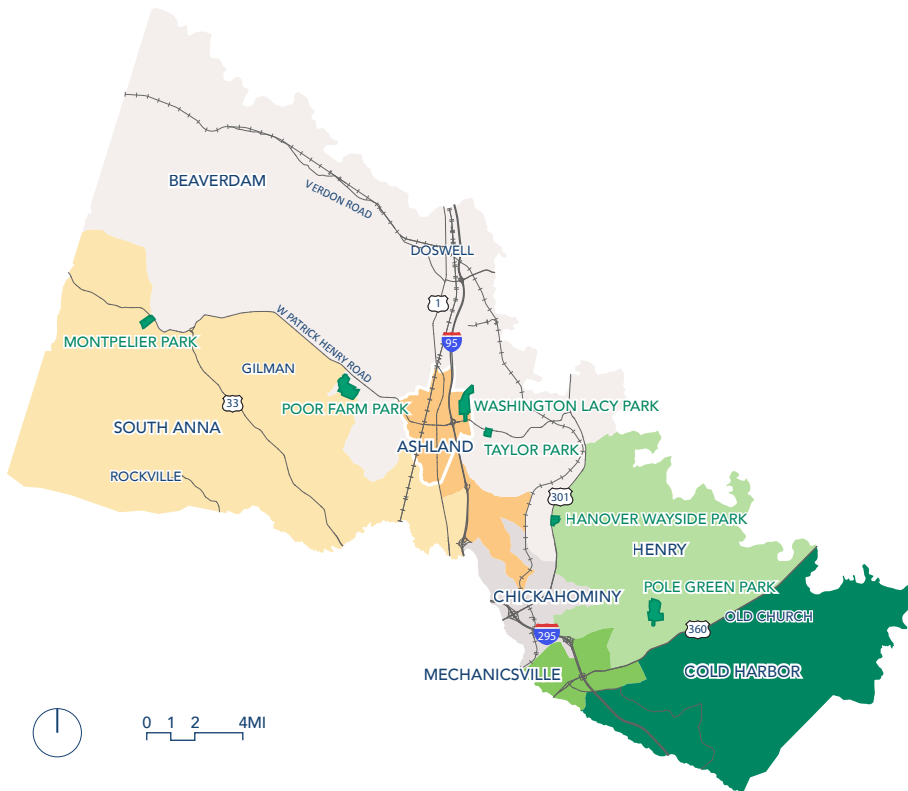 BEAVERDAM
VERDON ROAD
DOSWELL
1
95
MONTPELIER PARK
W PATRICK HENRY ROAD
GILMAN
33
POOR FARM PARK
WASHINGTON LACY PARK
SOUTH ANNA
ASHLAND
TAYLOR PARK
ROCKVILLE
301
HANOVER WAYSIDE PARK
HENRY
POLE GREEN PARK
CHICKAHOMINY
OLD CHURCH
360
295
MECHANICSVILLE
COLD HARBOR
0 1 2 4MI